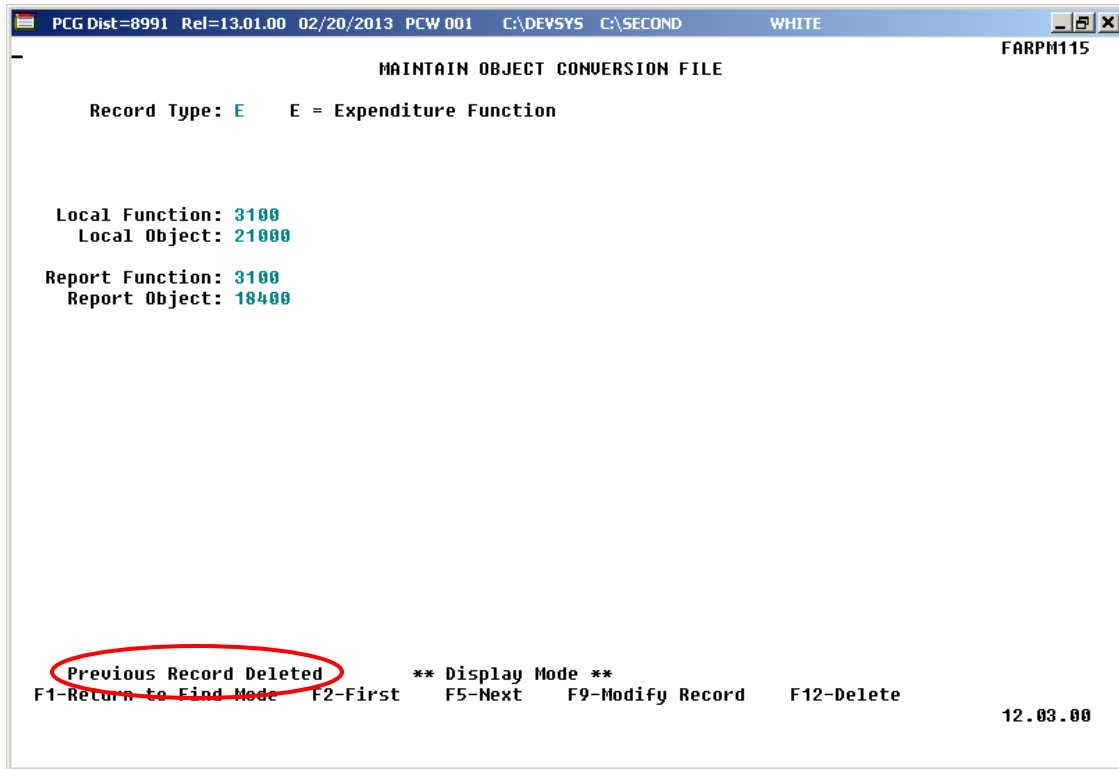 PCG Dist=8991 Rel=13.01.00 02/20/2013 PCW 001 C:\DEVSYS C:\SECOND WHITE
FARPM115
MAINTAIN OBJECT CONVERSION FILE
Record Type: E E = Expenditure Function
Local Function: 3100
Local Object: 21000
Report Function: 3100
Report Object: 18400
Previous Record Deleted ** Display Mode **
F1-Return to Find Mode F2-First F5-Next F9-Modify Record F12-Delete
12.03.00